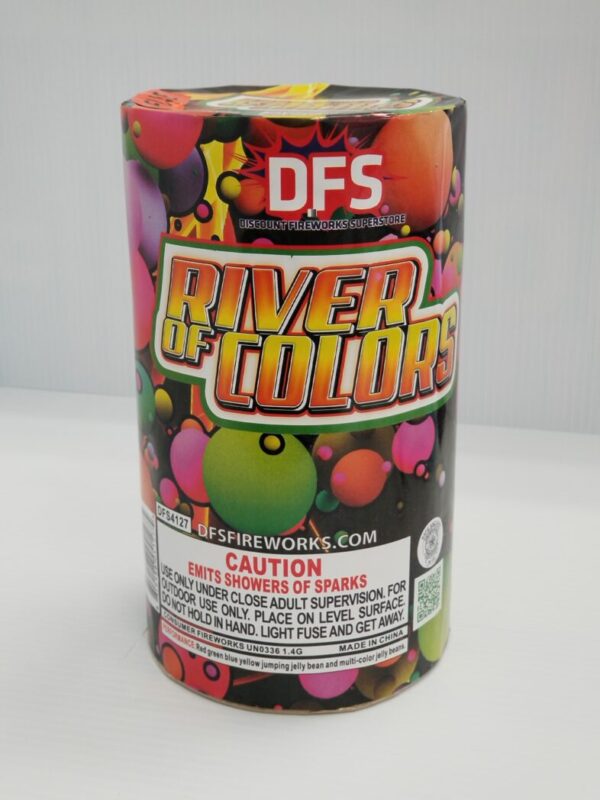 DFS
DISCOUNT FIREWORKS SUPERSTORE
RIVER
OF COLORS
DFS4127
DFSFIREWORKS.COM
CAUTION
EMITS SHOWERS OF SPARKS
USE ONLY UNDER CLOSE ADULT SUPERVISION. FOR
OUTDOOR USE ONLY. PLACE ON LEVEL SURFACE.
DO NOT HOLD IN HAND. LIGHT FUSE AND GET AWAY.
CONSUMER FIREWORKS UN0336 1.4G MADE IN CHINA
PERFORMANCE: Red green blue yellow jumping jelly bean and multi-color jelly beans.